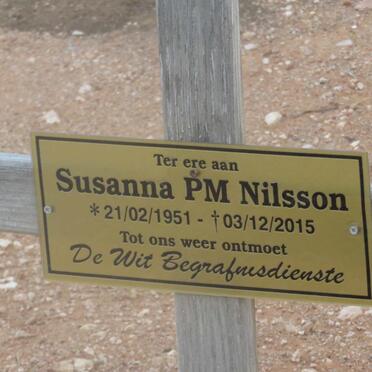 Ter ere aan
Susanna PM Nilsson
*21/02/1951 - †03/12/2015
Tot ons weer ontmoet
De Wit Begrafnisdienste